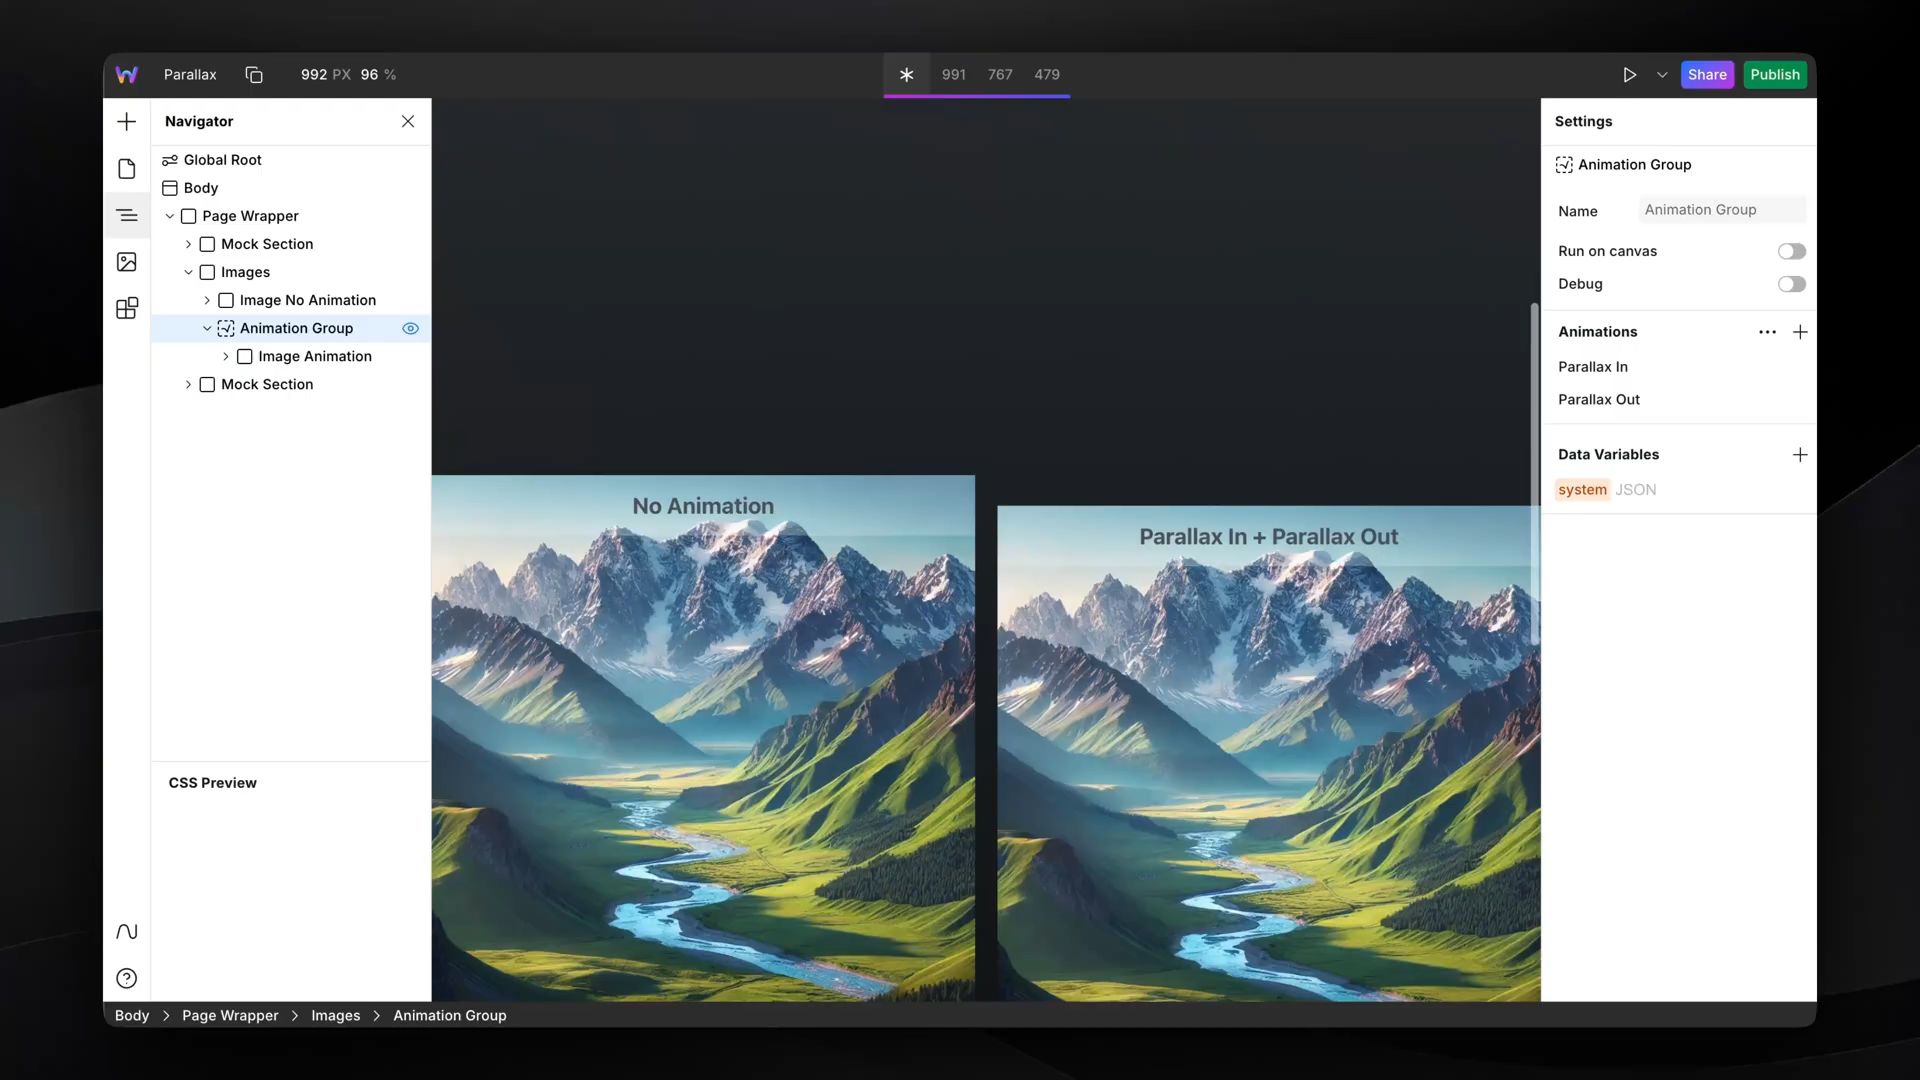 Parallax
992 PX 96 %
991 767 479
Share
Publish
Navigator
Global Root
Body
Page Wrapper
Mock Section
Images
Image No Animation
Animation Group
Image Animation
Mock Section
CSS Preview
No Animation
Parallax In + Parallax Out
Settings
Animation Group
Name Animation Group
Run on canvas
Debug
Animations
Parallax In
Parallax Out
Data Variables
system JSON
Body > Page Wrapper > Images > Animation Group